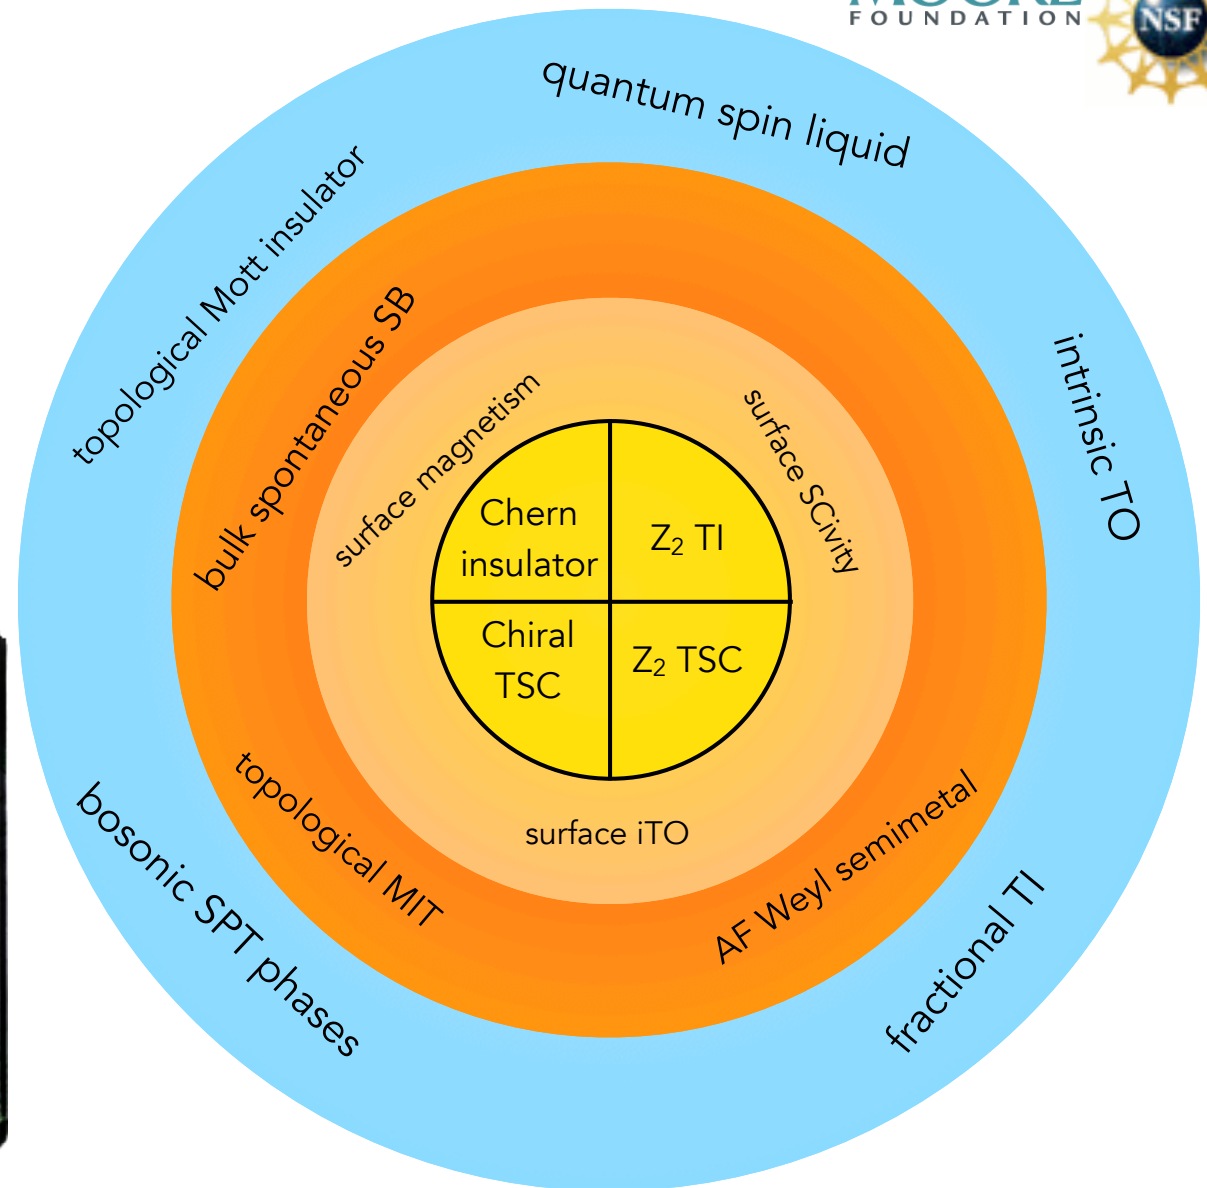 FOUNDATION
NSF
quantum spin liquid
topological Mott insulator
bulk spontaneous SB
intrinsic TO
surface magnetism
surface SCivity
Chern
insulator
Z₂ TI
Chiral
TSC
Z₂ TSC
surface iTO
topological MIT
AF Weyl semimetal
bosonic SPT phases
fractional TI